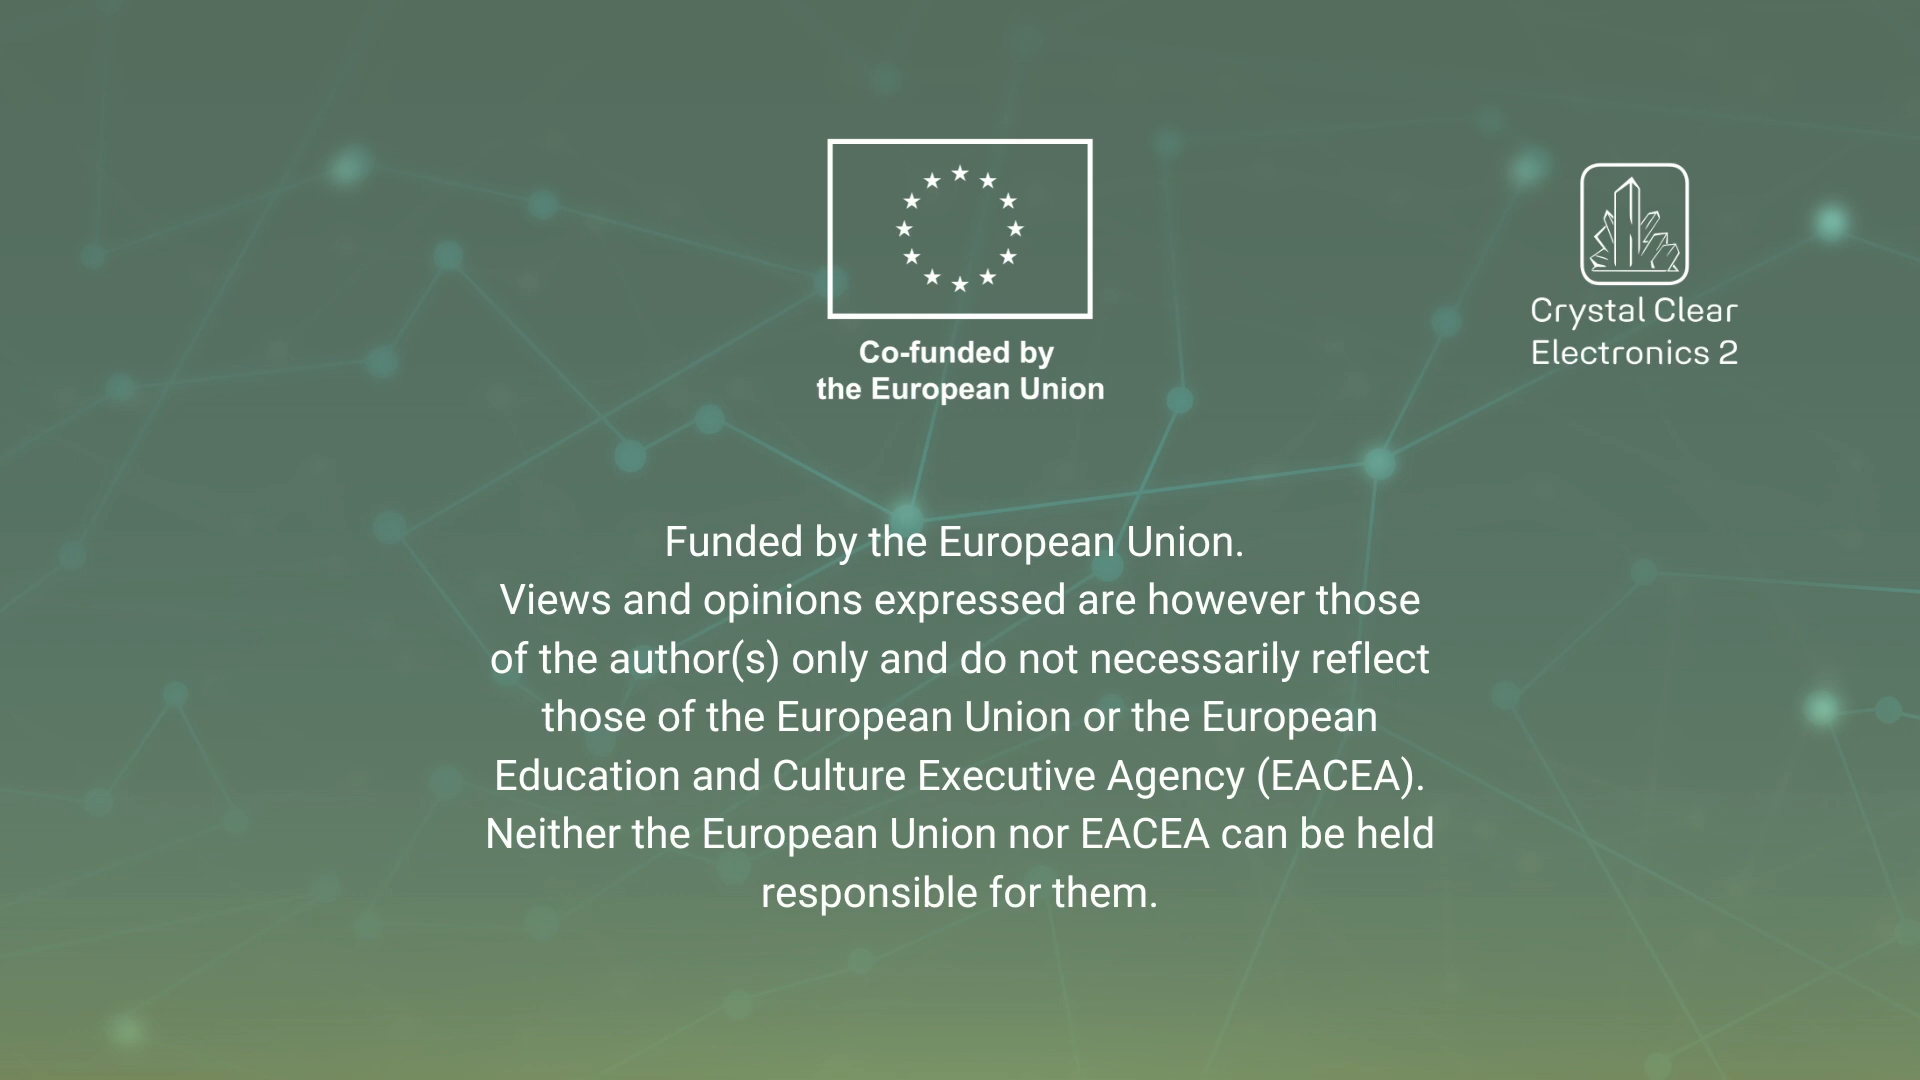 Co-funded by
the European Union
Crystal Clear
Electronics 2
Funded by the European Union.
Views and opinions expressed are however those
of the author(s) only and do not necessarily reflect
those of the European Union or the European
Education and Culture Executive Agency (EACEA).
Neither the European Union nor EACEA can be held
responsible for them.